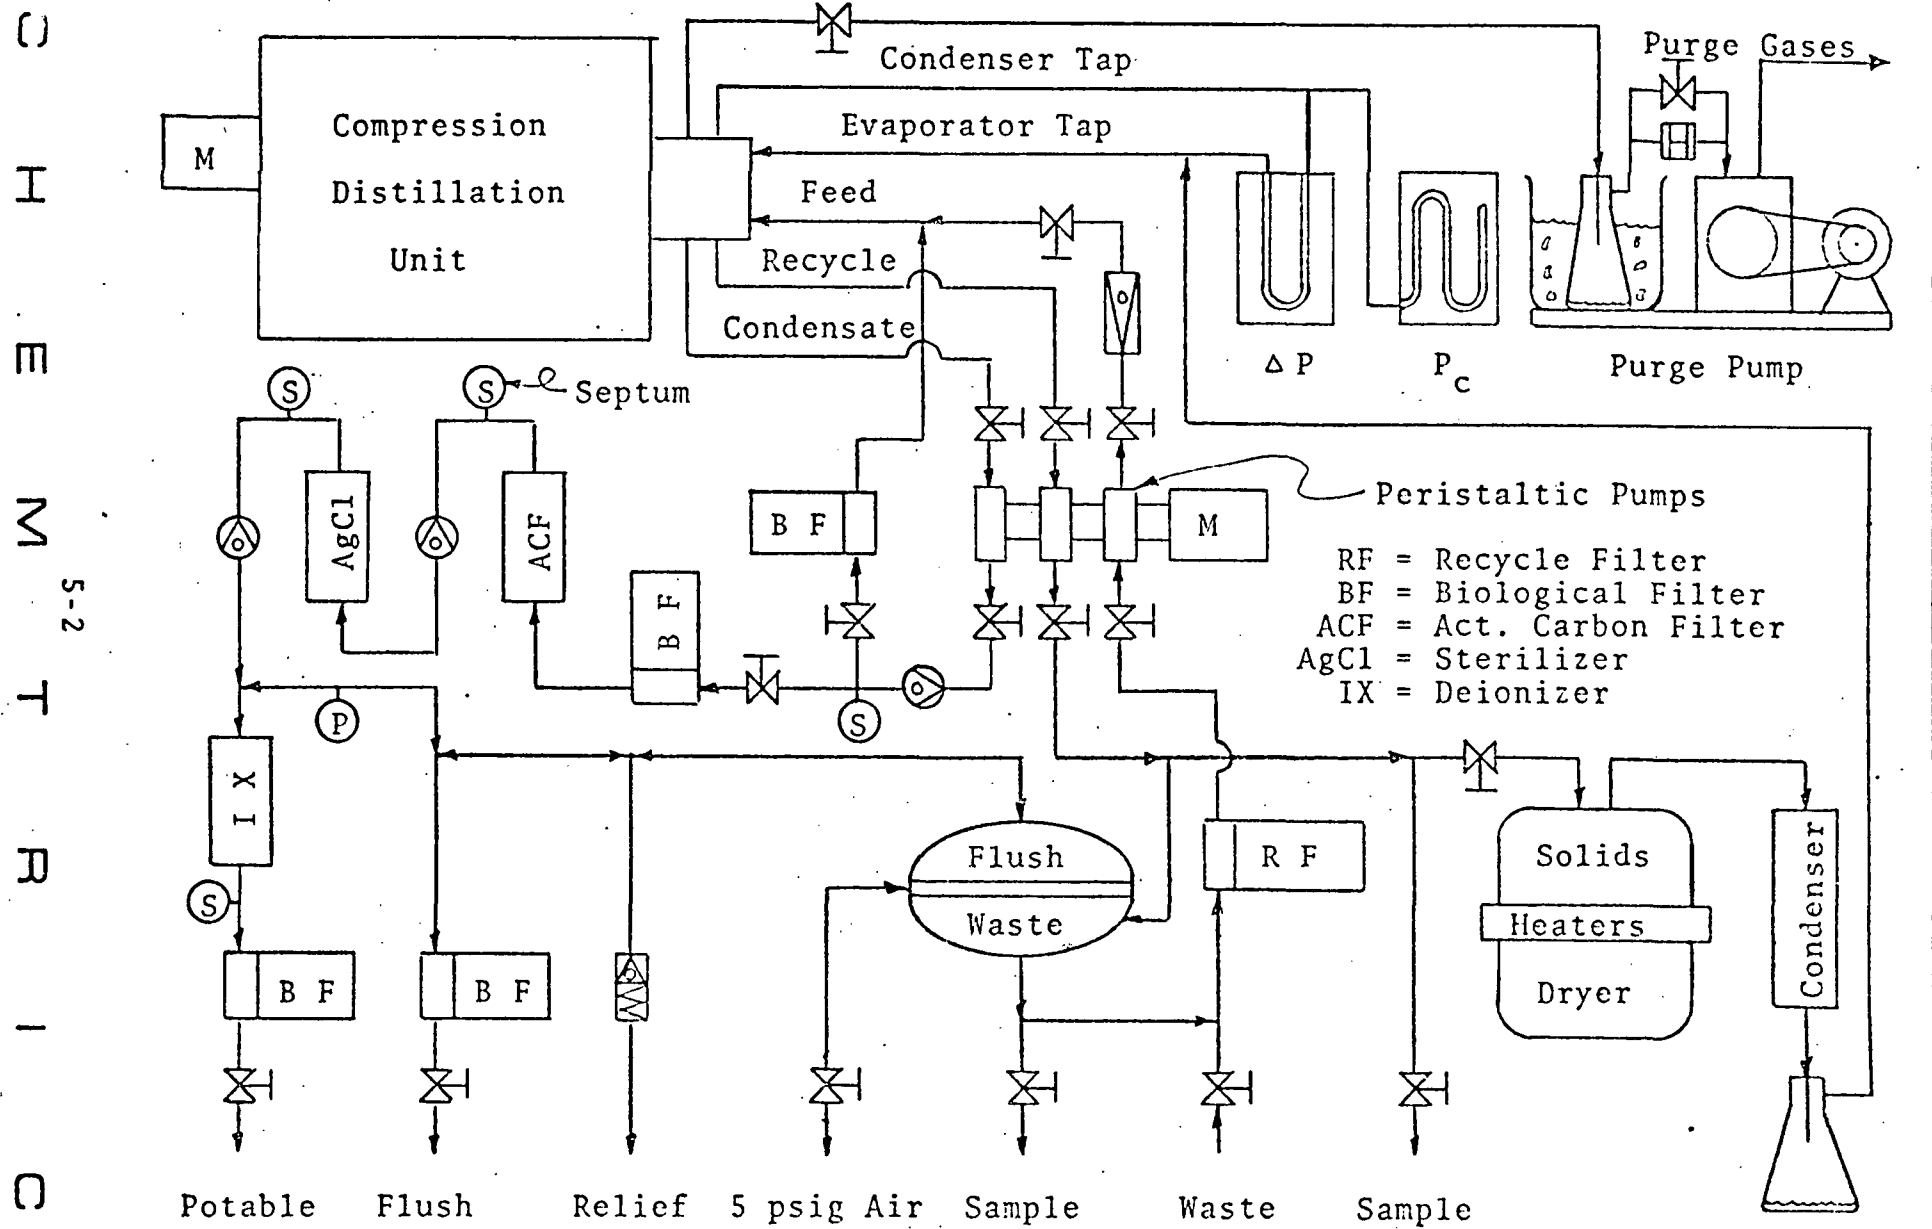 CHEMTRIC
5-2
Purge Gases
Condenser Tap
Evaporator Tap
Compression
Distillation
Unit
M
Feed
Recycle
Condensate
Δ P
Pc
Purge Pump
S
S
Septum
AgCl
ACF
B F
B F
M
Peristaltic Pumps
RF = Recycle Filter
BF = Biological Filter
ACF = Act. Carbon Filter
AgCl = Sterilizer
IX = Deionizer
P
S
I X
S
Flush
Waste
R F
Solids
Heaters
Dryer
Condenser
B F
B F
Potable
Flush
Relief
5 psig Air
Sample
Waste
Sample